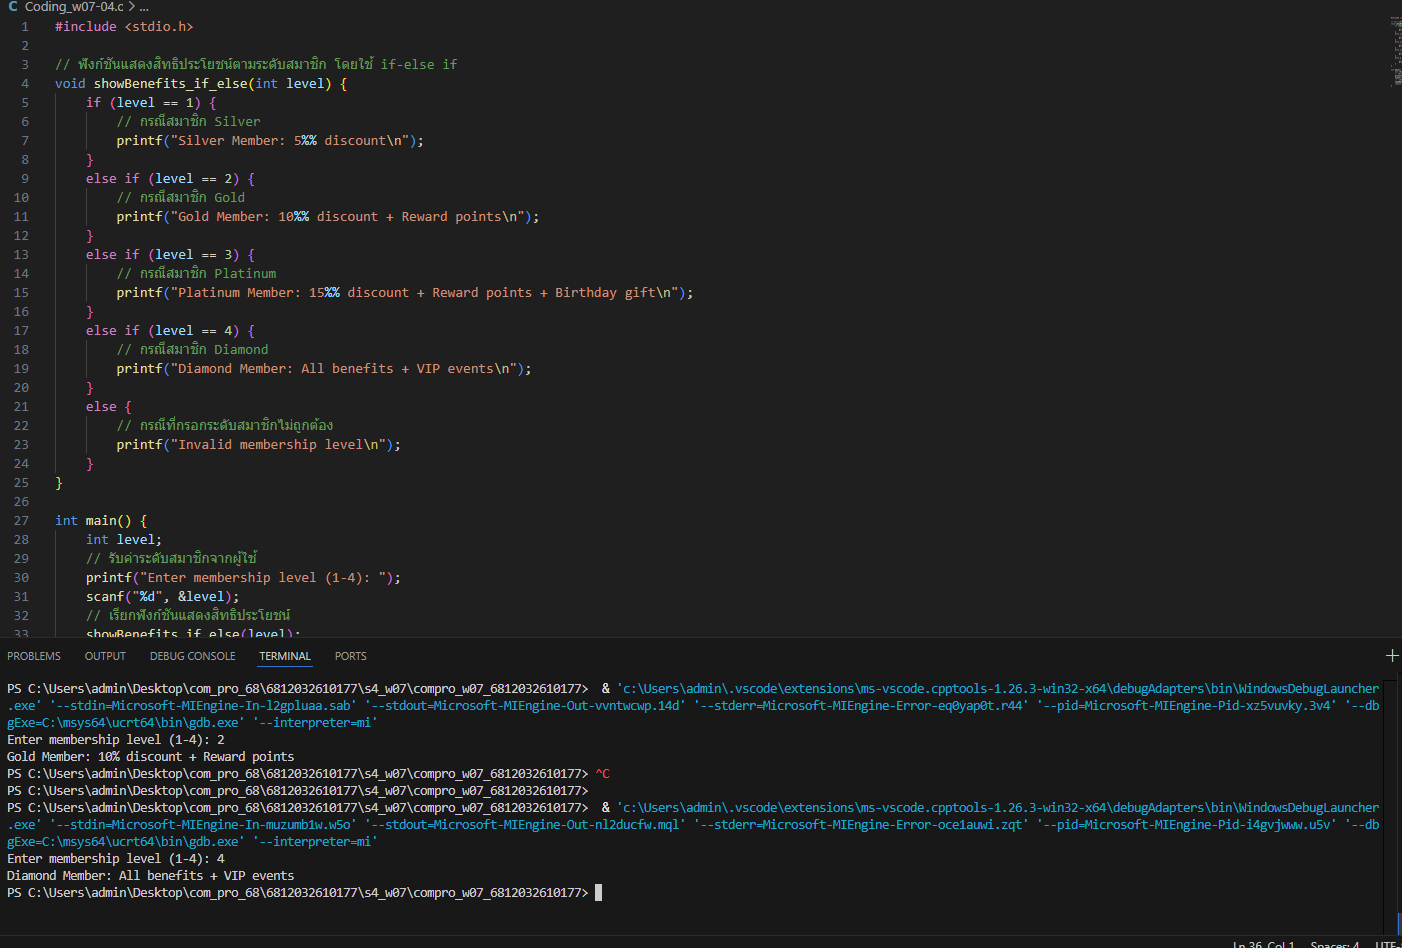 C Coding_w07-04.c > ...
1 #include <stdio.h>
2
3 // ฟังก์ชันแสดงสิทธิประโยชน์ตามระดับสมาชิก โดยใช้ if-else if
4 void showBenefits_if_else(int level) {
5 if (level == 1) {
6 // กรณีสมาชิก Silver
7 printf("Silver Member: 5%% discount\n");
8 }
9 else if (level == 2) {
10 // กรณีสมาชิก Gold
11 printf("Gold Member: 10%% discount + Reward points\n");
12 }
13 else if (level == 3) {
14 // กรณีสมาชิก Platinum
15 printf("Platinum Member: 15%% discount + Reward points + Birthday gift\n");
16 }
17 else if (level == 4) {
18 // กรณีสมาชิก Diamond
19 printf("Diamond Member: All benefits + VIP events\n");
20 }
21 else {
22 // กรณีที่กรอกระดับสมาชิกไม่ถูกต้อง
23 printf("Invalid membership level\n");
24 }
25 }
26
27 int main() {
28 int level;
29 // รับค่าระดับสมาชิกจากผู้ใช้
30 printf("Enter membership level (1-4): ");
31 scanf("%d", &level);
32 // เรียกฟังก์ชันแสดงสิทธิประโยชน์
33 showBenefits_if_else(level);
PROBLEMS OUTPUT DEBUG CONSOLE TERMINAL PORTS
PS C:\Users\admin\Desktop\com_pro_68\6812032610177\s4_w07\compro_w07_6812032610177> & 'c:\Users\admin\.vscode\extensions\ms-vscode.cpptools-1.26.3-win32-x64\debugAdapters\bin\WindowsDebugLauncher
.exe' '--stdin=Microsoft-MIEngine-In-l2gpluaa.sab' '--stdout=Microsoft-MIEngine-Out-vvntwcwp.14d' '--stderr=Microsoft-MIEngine-Error-eq0yap0t.r44' '--pid=Microsoft-MIEngine-Pid-xz5vuvky.3v4' '--db
gExe=C:\msys64\ucrt64\bin\gdb.exe' '--interpreter=mi'
Enter membership level (1-4): 2
Gold Member: 10% discount + Reward points
PS C:\Users\admin\Desktop\com_pro_68\6812032610177\s4_w07\compro_w07_6812032610177> ^C
PS C:\Users\admin\Desktop\com_pro_68\6812032610177\s4_w07\compro_w07_6812032610177>
PS C:\Users\admin\Desktop\com_pro_68\6812032610177\s4_w07\compro_w07_6812032610177> & 'c:\Users\admin\.vscode\extensions\ms-vscode.cpptools-1.26.3-win32-x64\debugAdapters\bin\WindowsDebugLauncher
.exe' '--stdin=Microsoft-MIEngine-In-muzumb1w.w5o' '--stdout=Microsoft-MIEngine-Out-nl2ducfw.mql' '--stderr=Microsoft-MIEngine-Error-oce1auwi.zqt' '--pid=Microsoft-MIEngine-Pid-i4gvjwww.u5v' '--db
gExe=C:\msys64\ucrt64\bin\gdb.exe' '--interpreter=mi'
Enter membership level (1-4): 4
Diamond Member: All benefits + VIP events
PS C:\Users\admin\Desktop\com_pro_68\6812032610177\s4_w07\compro_w07_6812032610177>
Ln 36, Col 1 Spaces: 4 UTF-